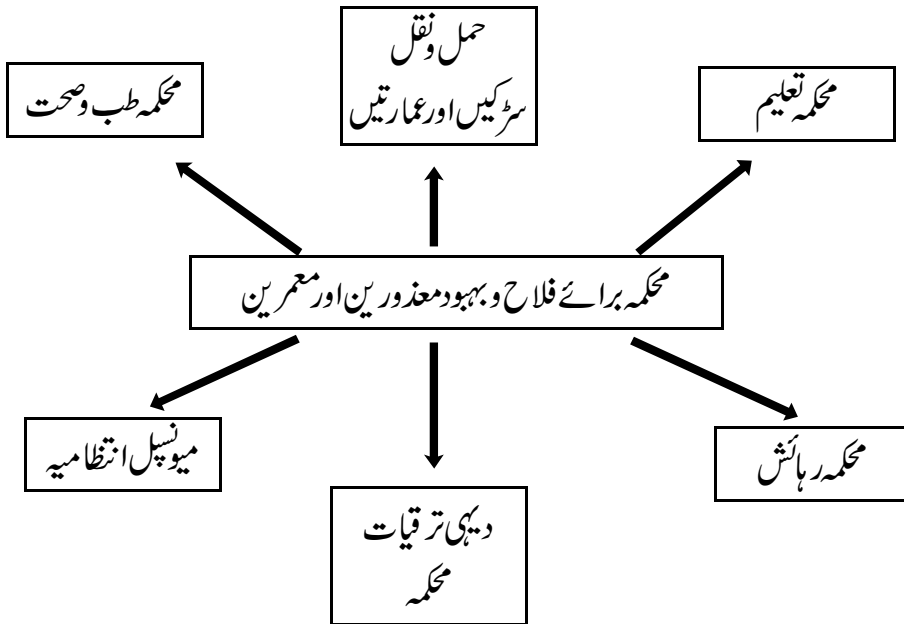 محکمہ تعلیم
حمل ونقل
سڑکیں اور عمارتیں
محکمہ طب وصحت
محکمہ برائے فلاح و بہبود معذورین اور معمرین
محکمہ رہائش
دیہی ترقیات
محکمہ
میونسپل انتظامیہ